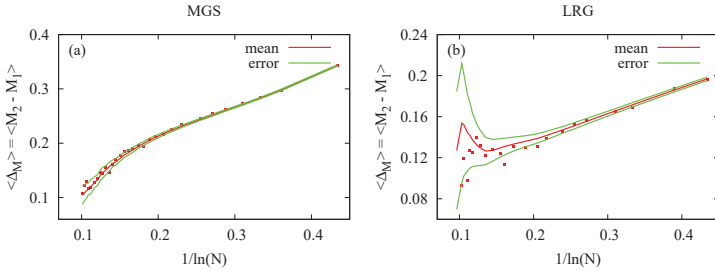 MGS
(a)
mean
error
0.4
0.3
0.2
0.1
<Δ_M> = <M_2 - M_1>
0.1 0.2 0.3 0.4
1/ln(N)
LRG
(b)
mean
error
0.24
0.2
0.16
0.12
0.08
<Δ_M> = <M_2 - M_1>
0.1 0.2 0.3 0.4
1/ln(N)